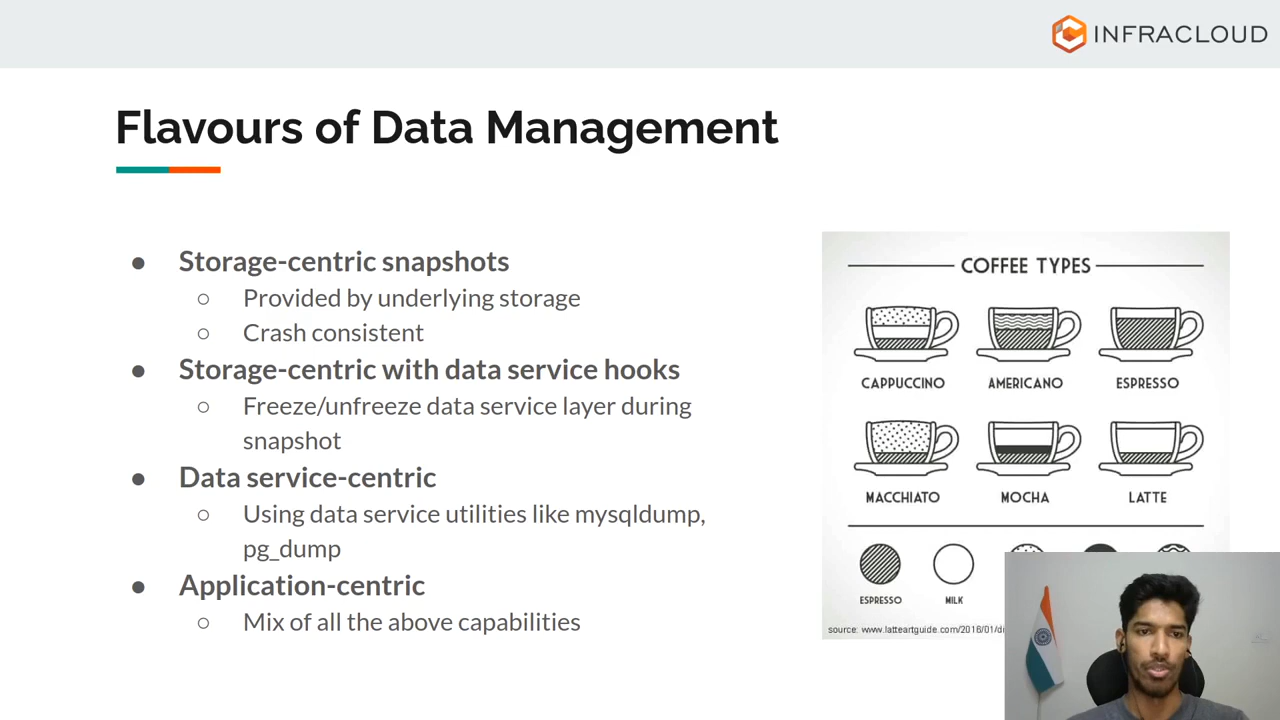 INFRACLOUD
Flavours of Data Management
● Storage-centric snapshots
○ Provided by underlying storage
○ Crash consistent
● Storage-centric with data service hooks
○ Freeze/unfreeze data service layer during
snapshot
● Data service-centric
○ Using data service utilities like mysqldump,
pg_dump
● Application-centric
○ Mix of all the above capabilities
COFFEE TYPES
CAPPUCCINO AMERICANO ESPRESSO
MACCHIATO MOCHA LATTE
ESPRESSO MILK
source: www.latteartguide.com/2016/01/di